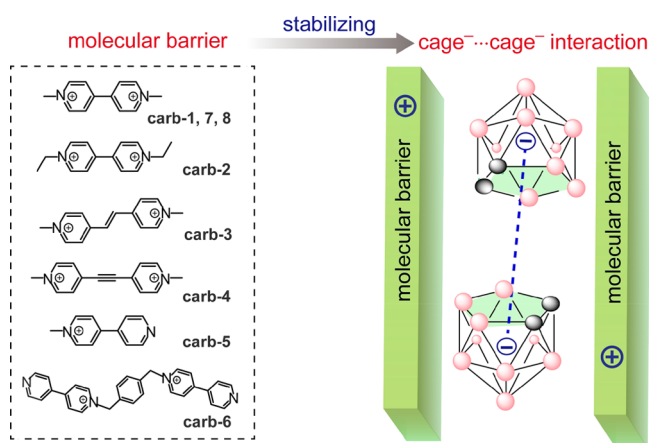 molecular barrier
stabilizing
cage⁻···cage⁻ interaction
N
⊕
⊕
N
carb-1, 7, 8
N
⊕
⊕
N
carb-2
N
⊕
⊕
N
carb-3
N
⊕
⊕
N
carb-4
N
⊕
N
carb-5
N
N
⊕
N
⊕
N
carb-6
⊕
molecular barrier
⊖
⊖
molecular barrier
⊕